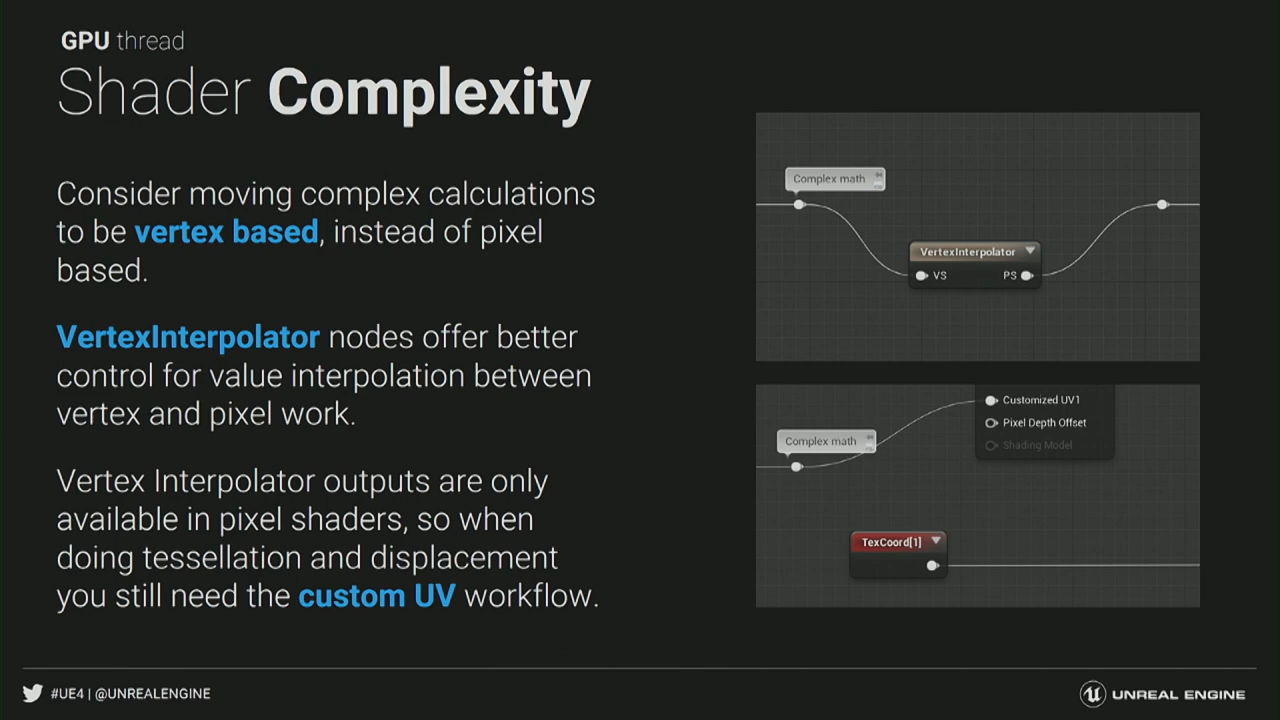 GPU thread
Shader Complexity
Consider moving complex calculations
to be vertex based, instead of pixel
based.
VertexInterpolator nodes offer better
control for value interpolation between
vertex and pixel work.
Vertex Interpolator outputs are only
available in pixel shaders, so when
doing tessellation and displacement
you still need the custom UV workflow.
Complex math
VertexInterpolator
VS PS
Customized UV1
Pixel Depth Offset
Shading Model
Complex math
TexCoord[1]
#UE4 | @UNREALENGINE
UNREAL ENGINE